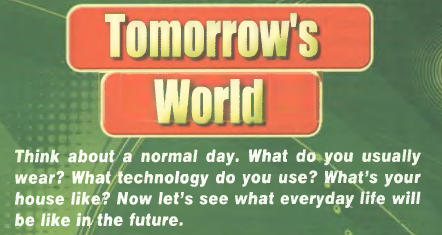 Tomorrow's
World
Think about a normal day. What do you usually
wear? What technology do you use? What's your
house like? Now let's see what everyday life will
be like in the future.